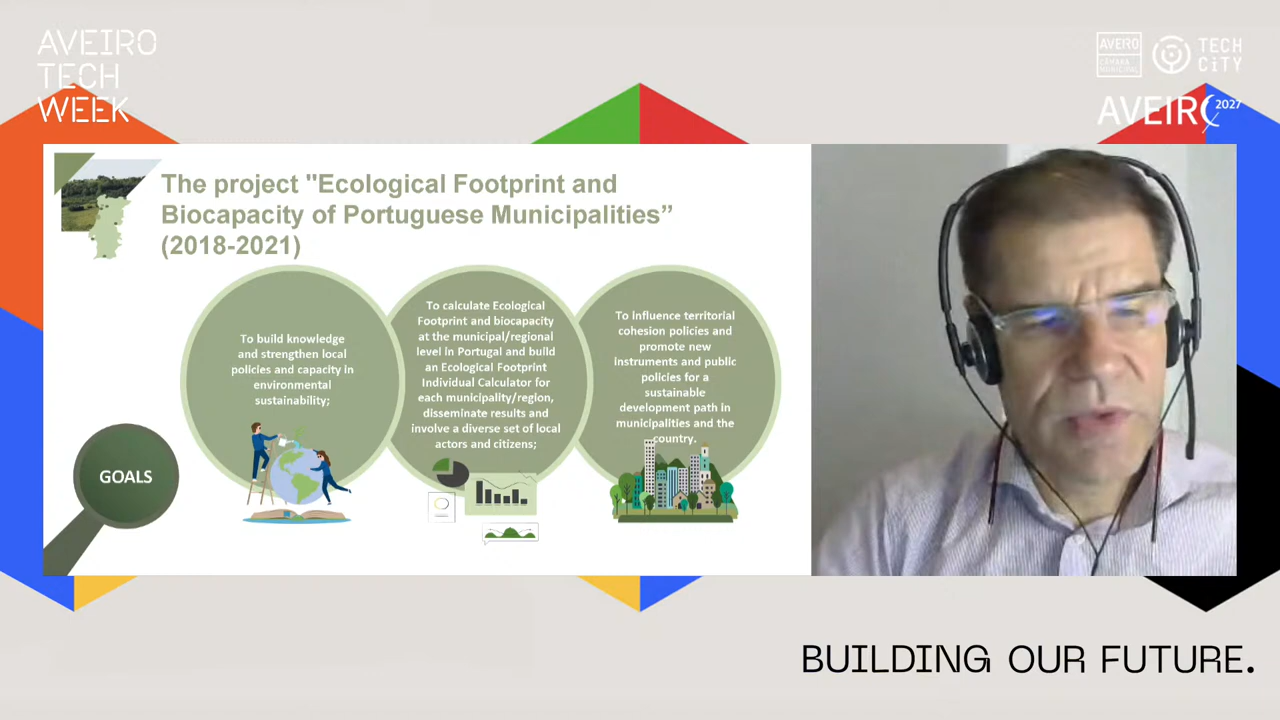 AVEIRO
TECH
WEEK
AVEIRO
CÂMARA
MUNICIPAL
TECH
CiTY
AVEIRO 2027
The project "Ecological Footprint and
Biocapacity of Portuguese Municipalities”
(2018-2021)
To build knowledge
and strengthen local
policies and capacity in
environmental
sustainability;
To calculate Ecological
Footprint and biocapacity
at the municipal/regional
level in Portugal and build
an Ecological Footprint
Individual Calculator for
each municipality/region,
disseminate results and
involve a diverse set of local
actors and citizens;
To influence territorial
cohesion policies and
promote new
instruments and public
policies for a
sustainable
development path in
municipalities and the
country.
GOALS
BUILDING OUR FUTURE.